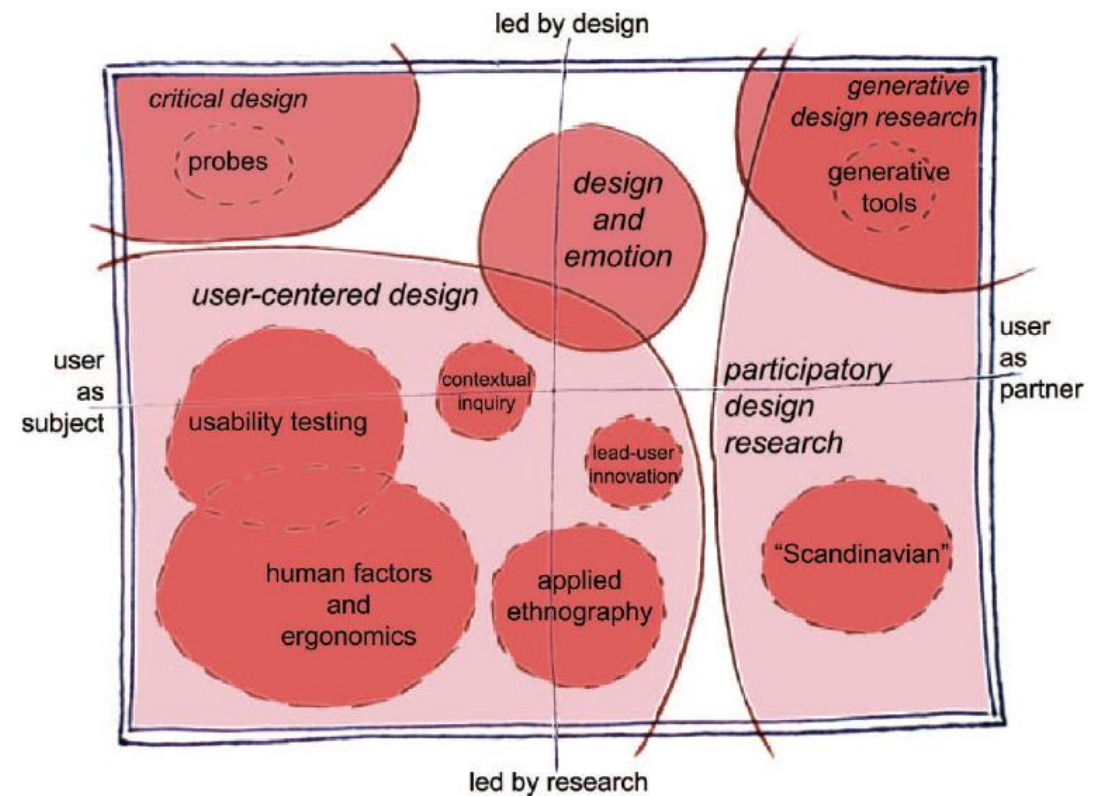 led by design
critical design
probes
generative
design research
generative
tools
design
and
emotion
user-centered design
user
as
subject
user
as
partner
contextual
inquiry
usability testing
participatory
design
research
lead-user
innovation
“Scandinavian”
human factors
and
ergonomics
applied
ethnography
led by research